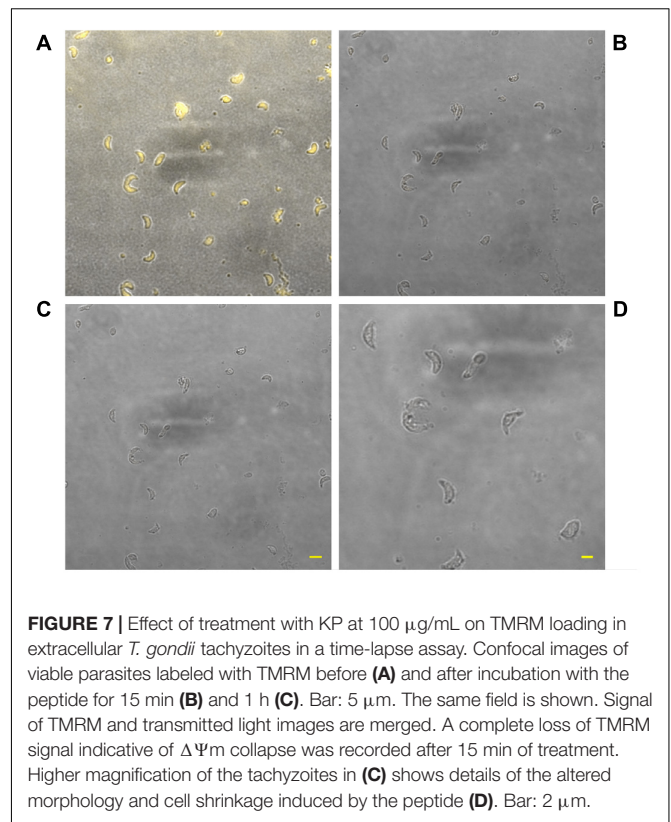 A
B
C
D
FIGURE 7 | Effect of treatment with KP at 100 μg/mL on TMRM loading in
extracellular T. gondii tachyzoites in a time-lapse assay. Confocal images of
viable parasites labeled with TMRM before (A) and after incubation with the
peptide for 15 min (B) and 1 h (C). Bar: 5 μm. The same field is shown. Signal
of TMRM and transmitted light images are merged. A complete loss of TMRM
signal indicative of ΔΨm collapse was recorded after 15 min of treatment.
Higher magnification of the tachyzoites in (C) shows details of the altered
morphology and cell shrinkage induced by the peptide (D). Bar: 2 μm.